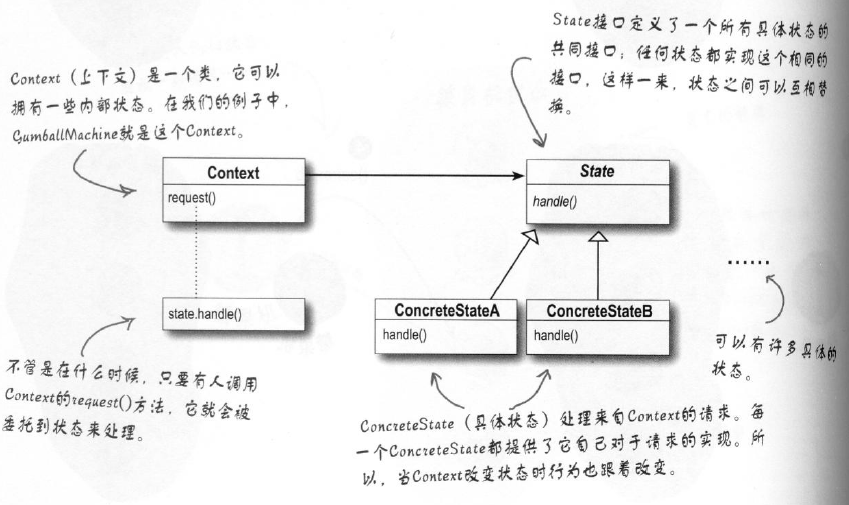 State接口定义了一个所有具体状态的
共同接口；任何状态都实现这个相同的
接口，这样一来，状态之间可以互相替
换。
Context（上下文）是一个类，它可以
拥有一些内部状态。在我们的例子中，
GumballMachine就是这个Context。
Context
request()
State
handle()
state.handle()
ConcreteStateA
handle()
ConcreteStateB
handle()
......
可以有许多具体的
状态。
不管是在什么时候，只要有人调用
Context的request()方法，它就会被
委托到状态来处理。
ConcreteState（具体状态）处理来自Context的请求。每
一个ConcreteState都提供了它自己对于请求的实现。所
以，当Context改变状态时行为也跟着改变。